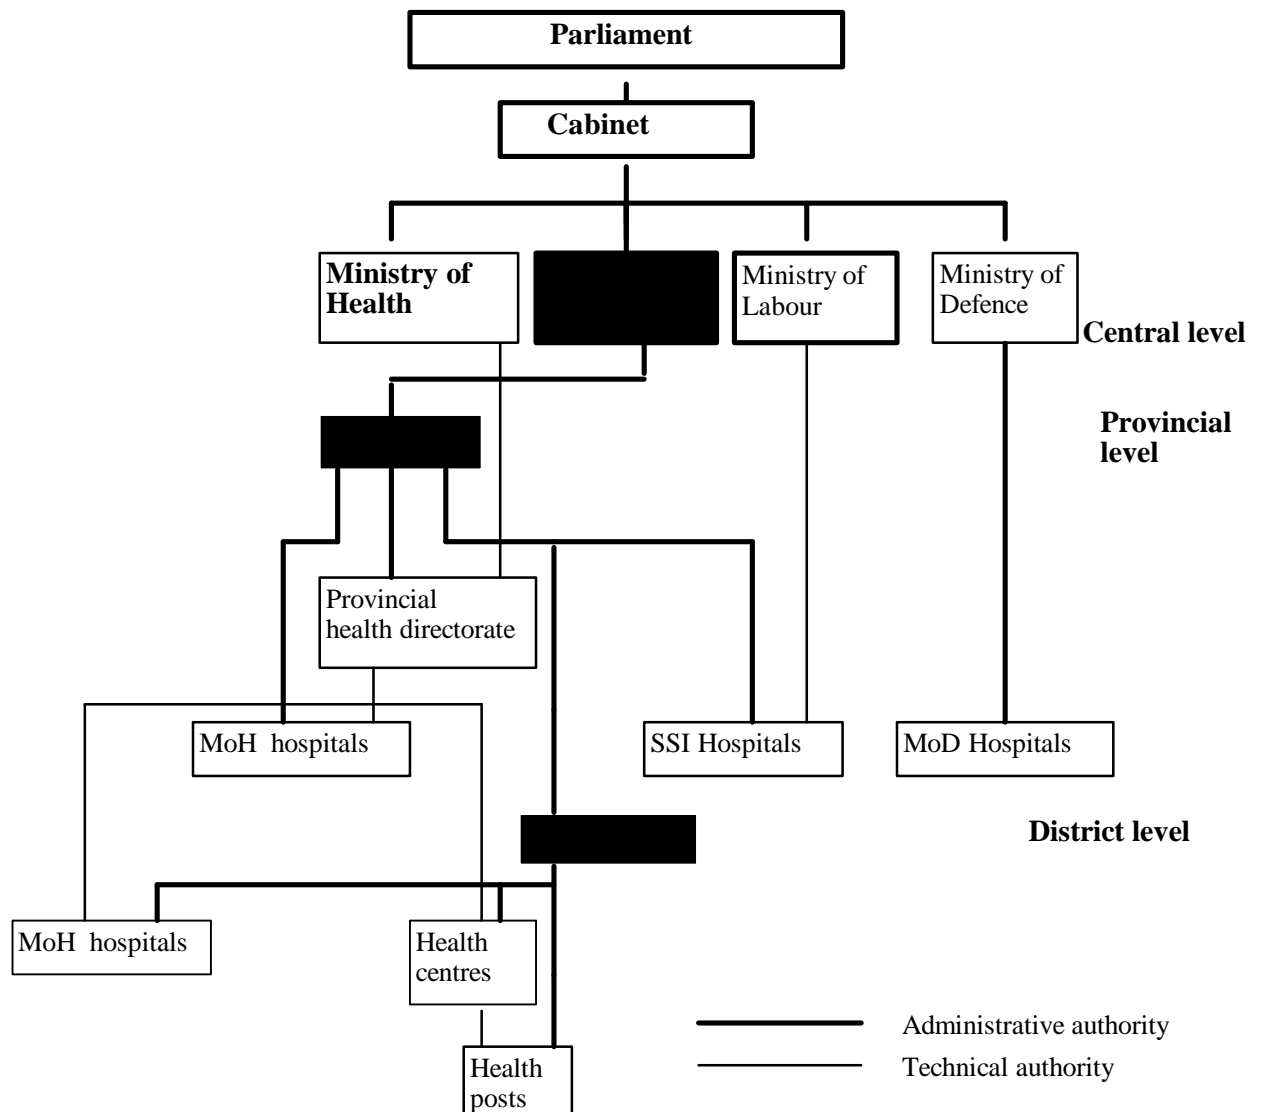 Parliament
Cabinet
Ministry of
Health
Ministry of
Labour
Ministry of
Defence
Central level
Provincial
level
Provincial
health directorate
MoH hospitals
SSI Hospitals
MoD Hospitals
District level
MoH hospitals
Health
centres
Administrative authority
Technical authority
Health
posts